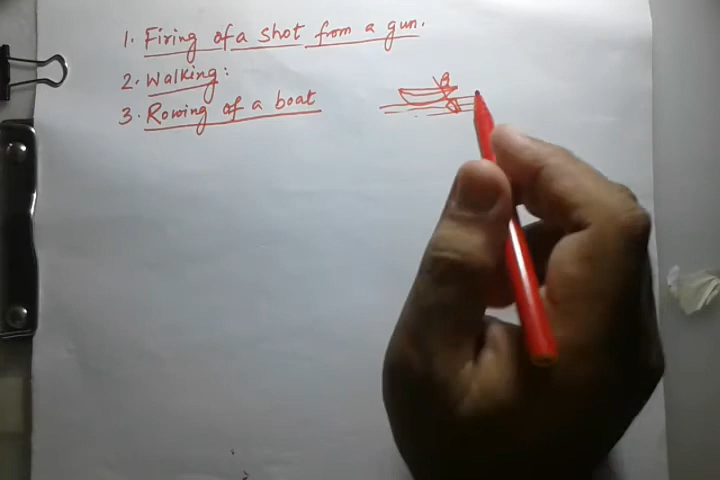 1. Firing of a shot from a gun.
2. Walking:
3. Rowing of a boat